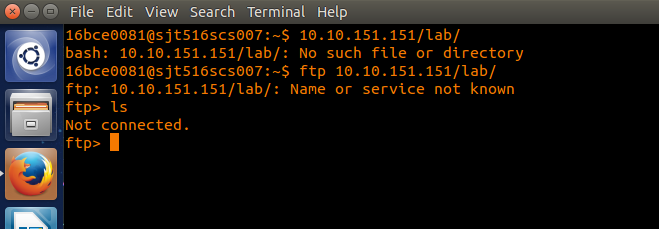 File Edit View Search Terminal Help
16bce0081@sjt516scs007:~$ 10.10.151.151/lab/
bash: 10.10.151.151/lab/: No such file or directory
16bce0081@sjt516scs007:~$ ftp 10.10.151.151/lab/
ftp: 10.10.151.151/lab/: Name or service not known
ftp> ls
Not connected.
ftp>